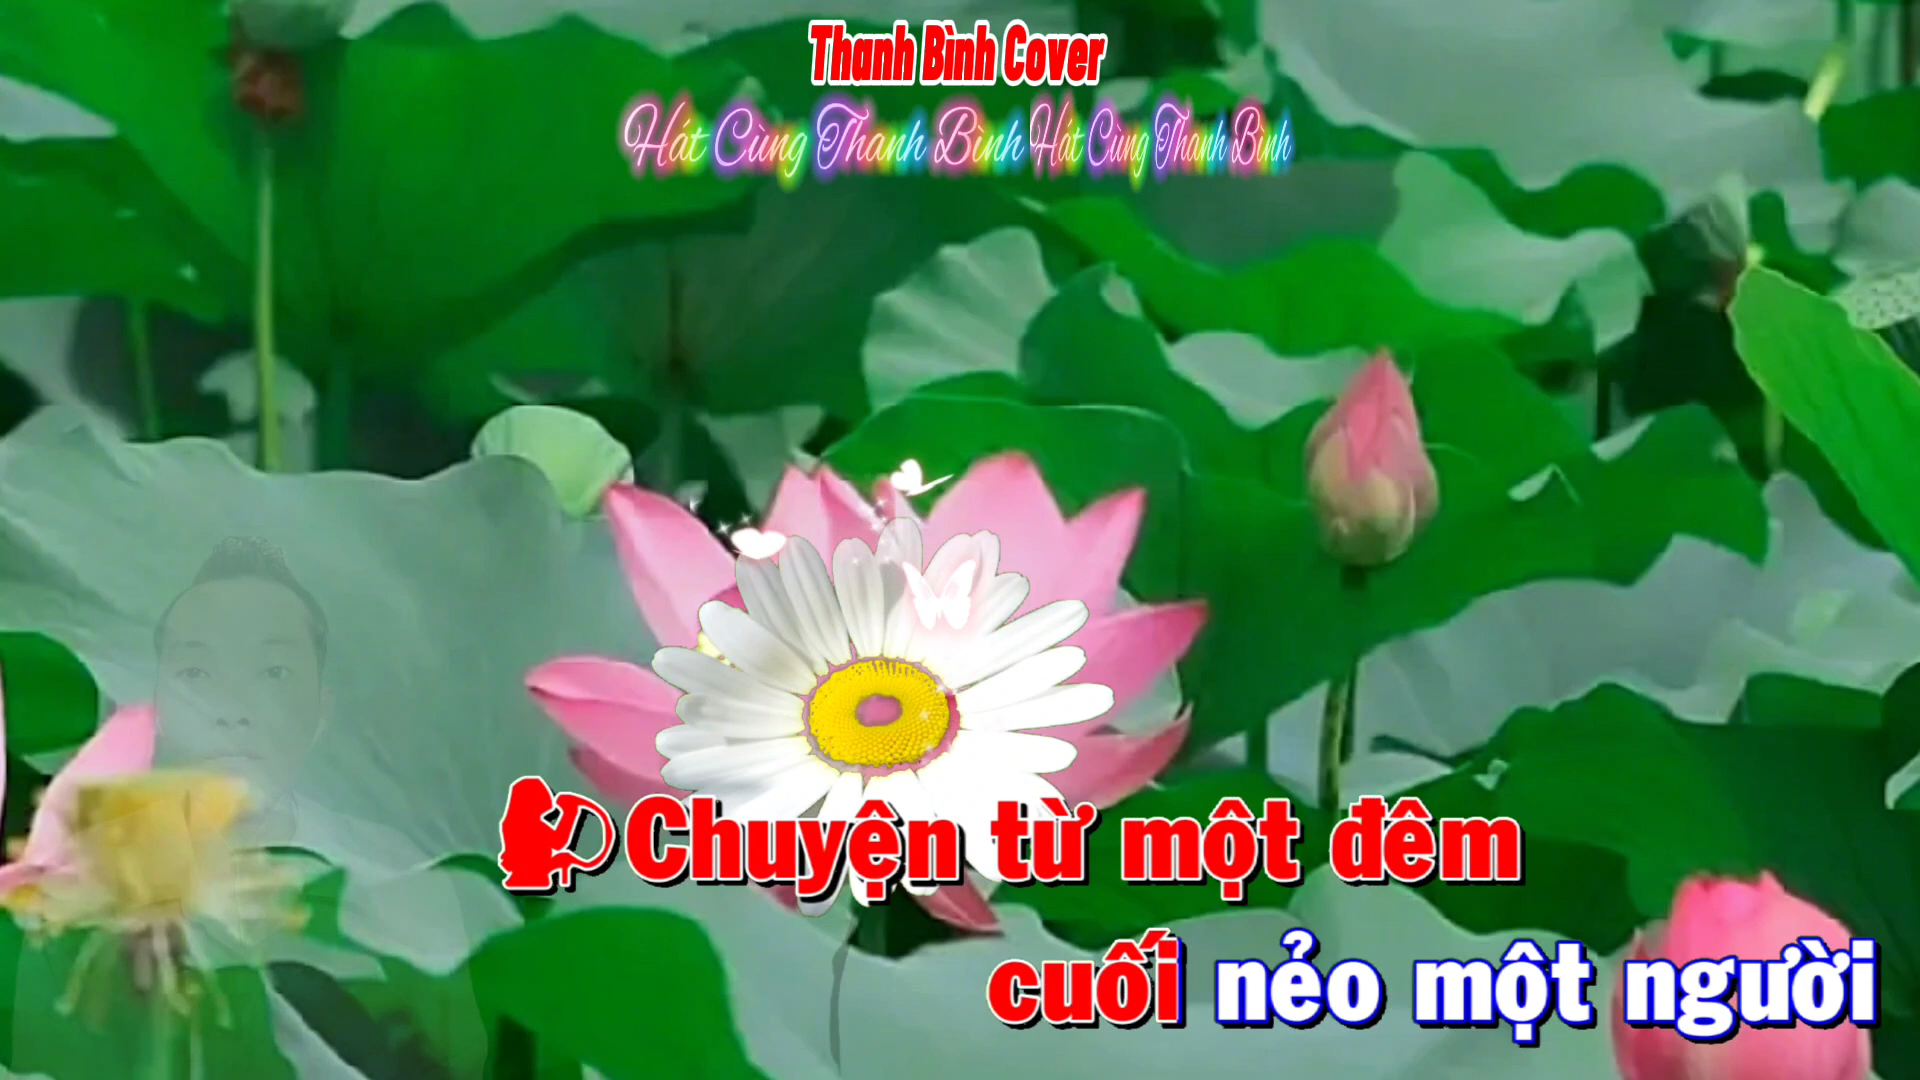 Thanh Bình Cover
Hát Cùng Thanh Bình Hát Cùng Thanh Bình
Chuyện từ một đêm
cuối nẻo một người